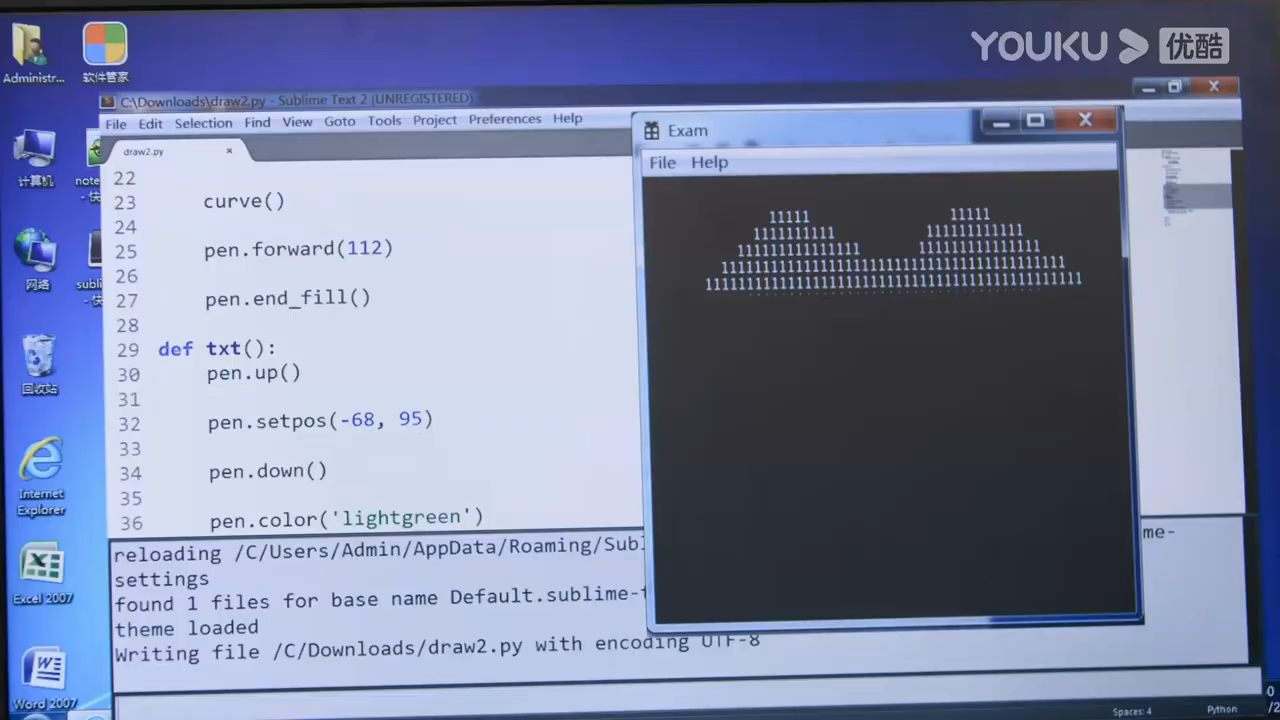 YOUKU 优酷
Administr...
软件管家
C:\Downloads\draw2.py - Sublime Text 2 (UNREGISTERED)
File Edit Selection Find View Goto Tools Project Preferences Help
draw2.py
计算机
网络
回收站
Internet
Explorer
Excel 2007
Word 2007
22
23 curve()
24
25 pen.forward(112)
26
27 pen.end_fill()
28
29 def txt():
30 pen.up()
31
32 pen.setpos(-68, 95)
33
34 pen.down()
35
36 pen.color('lightgreen')
reloading /C/Users/Admin/AppData/Roaming/Subl
me-
settings
found 1 files for base name Default.sublime-t
theme loaded
Writing file /C/Downloads/draw2.py with encoding UTF-8
Spaces: 4 Python
Exam
File Help
11111 11111